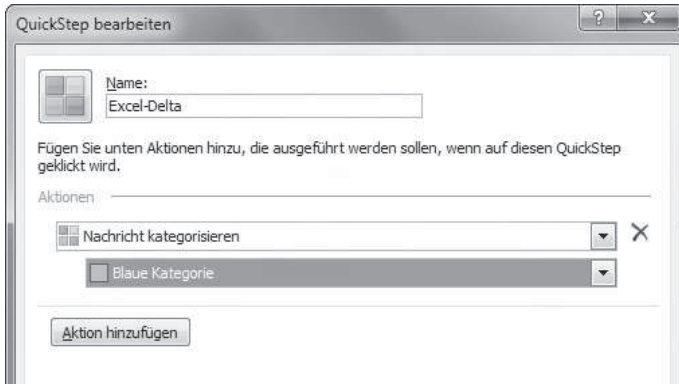 QuickStep bearbeiten
Name:
Excel-Delta
Fügen Sie unten Aktionen hinzu, die ausgeführt werden sollen, wenn auf diesen QuickStep
geklickt wird.
Aktionen
Nachricht kategorisieren
Blaue Kategorie
Aktion hinzufügen